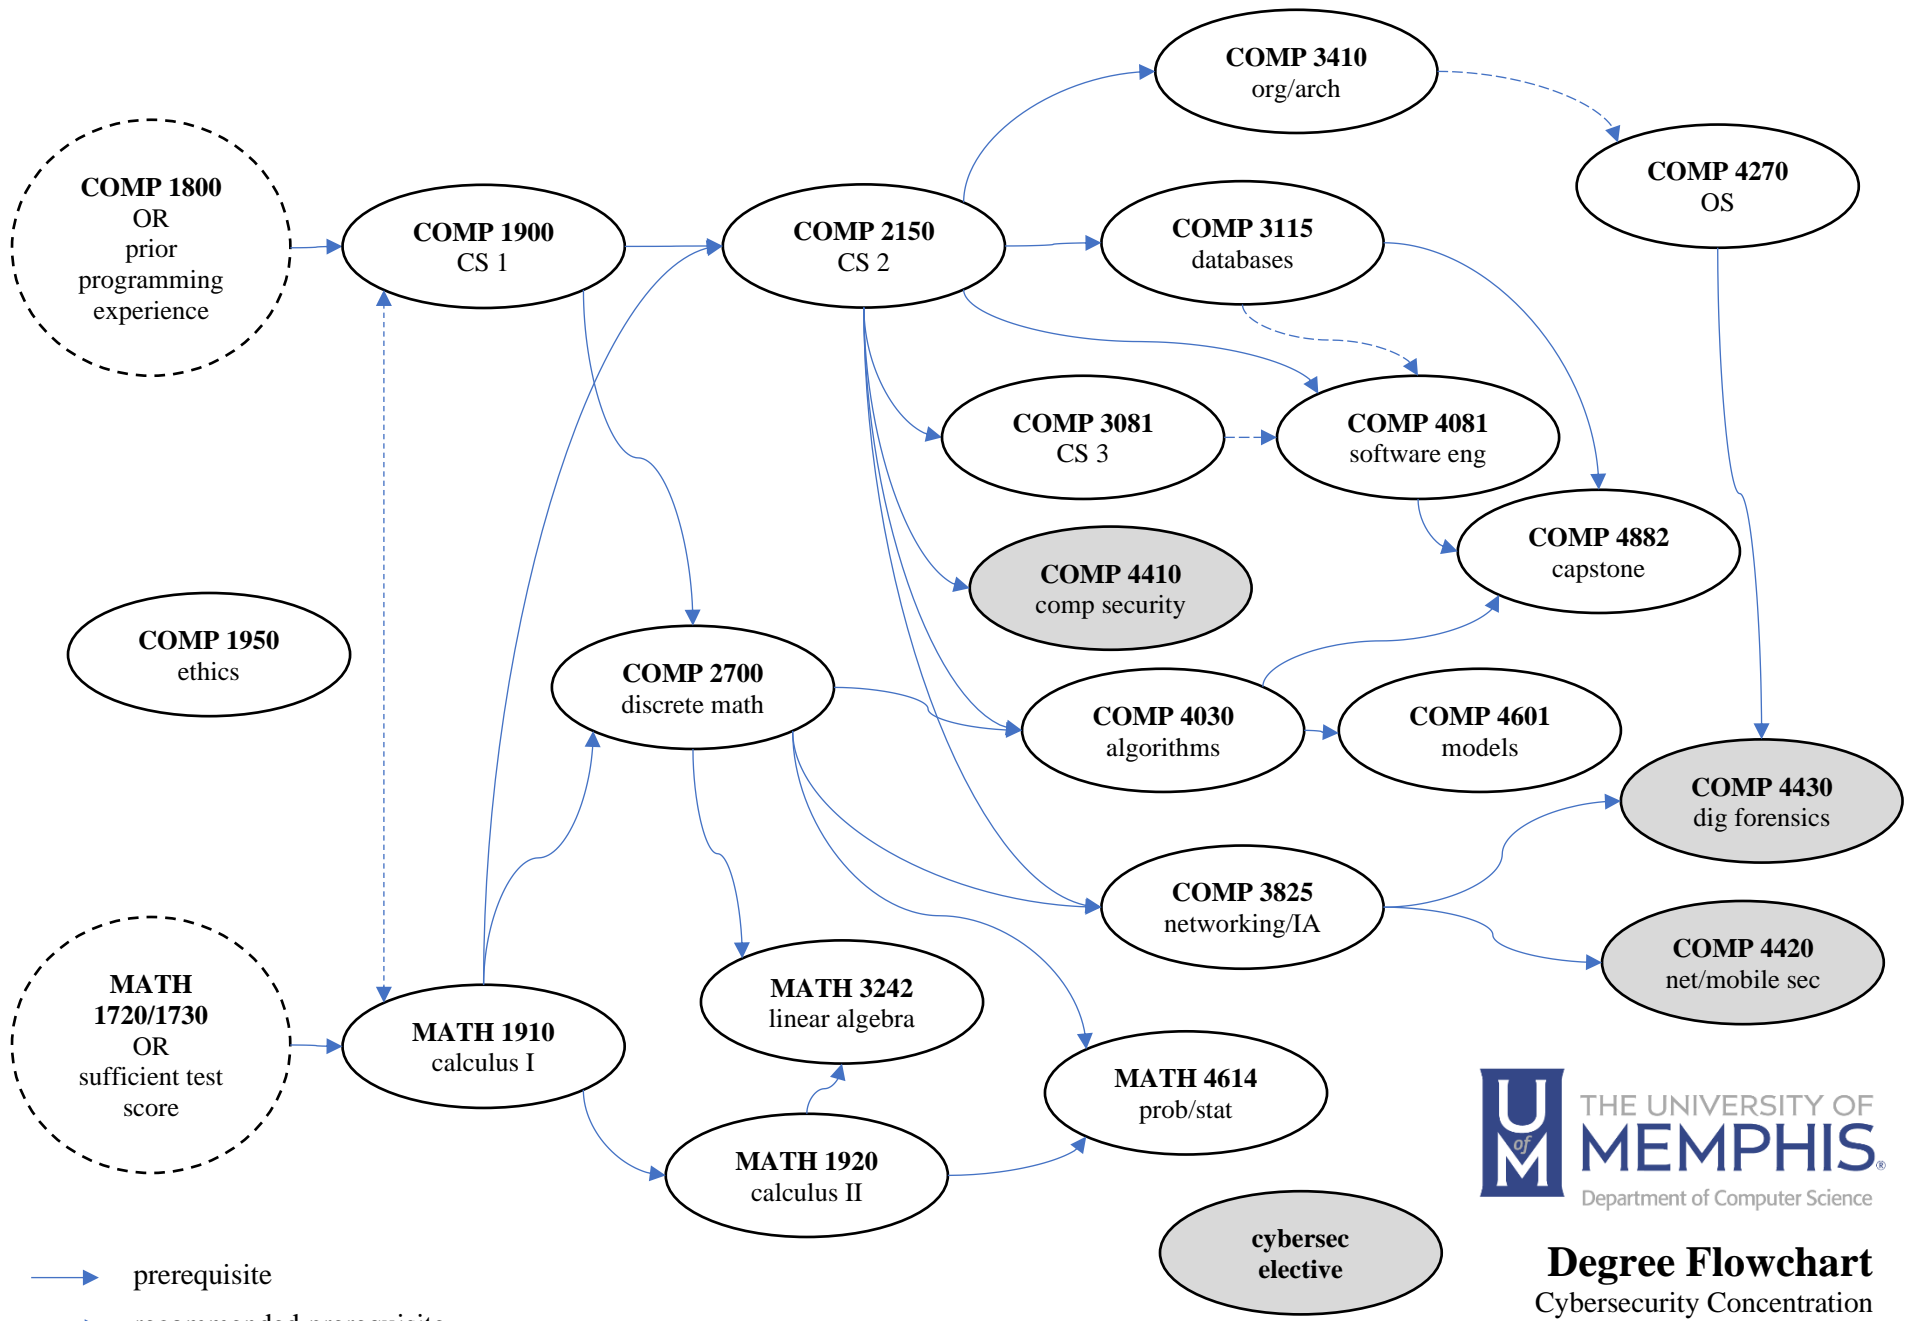 COMP 3410
org/arch
COMP 1800
OR
prior
programming
experience
COMP 1900
CS 1
COMP 2150
CS 2
COMP 3115
databases
COMP 4270
OS
COMP 3081
CS 3
COMP 4081
software eng
COMP 4410
comp security
COMP 4882
capstone
COMP 1950
ethics
COMP 2700
discrete math
COMP 4030
algorithms
COMP 4601
models
COMP 4430
dig forensics
COMP 3825
networking/IA
COMP 4420
net/mobile sec
MATH
1720/1730
OR
sufficient test
score
MATH 1910
calculus I
MATH 3242
linear algebra
MATH 4614
prob/stat
MATH 1920
calculus II
cybersec
elective
U
of
M
THE UNIVERSITY OF
MEMPHIS®
Department of Computer Science
Degree Flowchart
Cybersecurity Concentration
prerequisite
recommended prerequisite